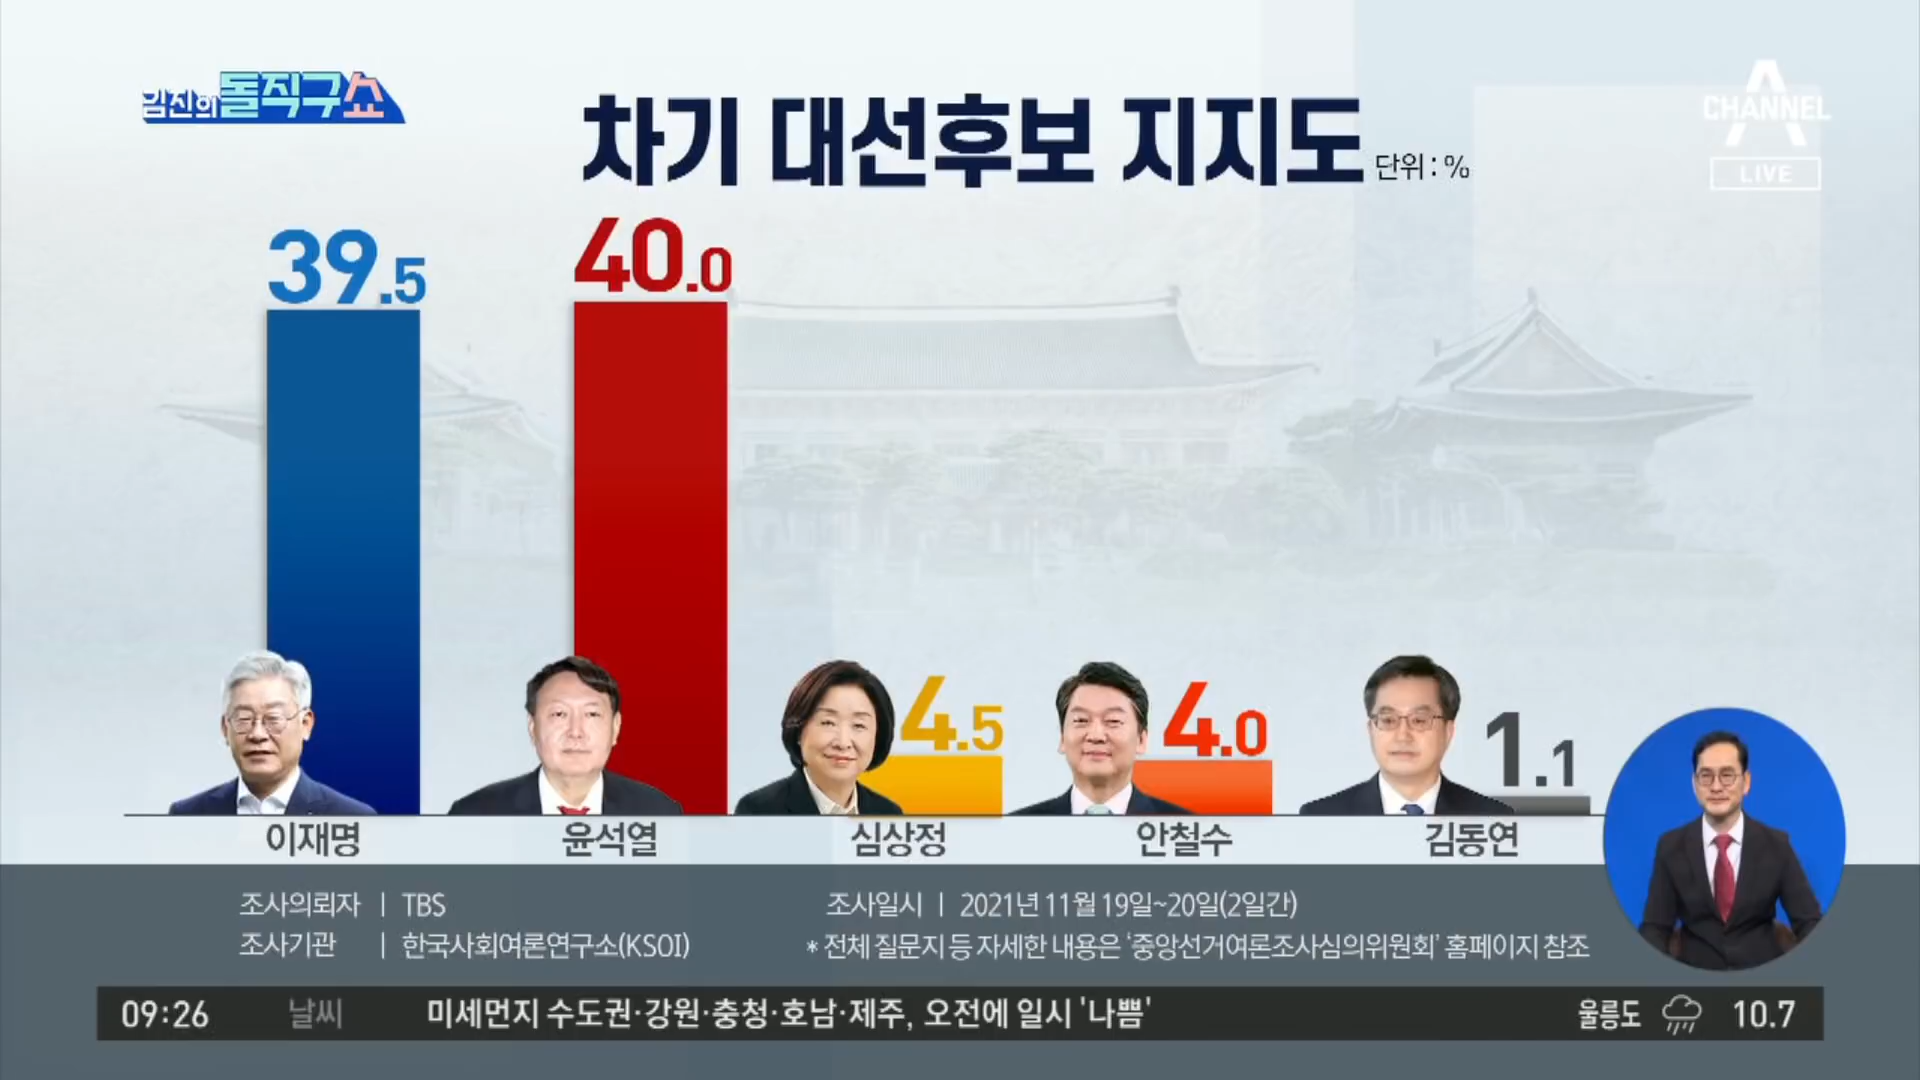 김진의 돌직구쇼
차기 대선후보 지지도 단위 : %
CHANNEL A
LIVE
39.5
40.0
4.5
4.0
1.1
이재명
윤석열
심상정
안철수
김동연
조사의뢰자 | TBS
조사일시 | 2021년 11월 19일~20일(2일간)
조사기관 | 한국사회여론연구소(KSOI)
* 전체 질문지 등 자세한 내용은 '중앙선거여론조사심의위원회' 홈페이지 참조
09:26 날씨 미세먼지 수도권·강원·충청·호남·제주, 오전에 일시 '나쁨' 울릉도 10.7